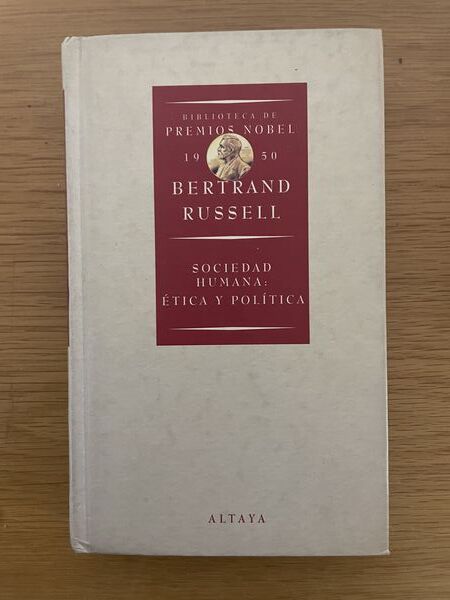 BIBLIOTECA DE
PREMIOS NOBEL
19 50
BERTRAND
RUSSELL
SOCIEDAD
HUMANA:
ÉTICA Y POLÍTICA
ALTAYA